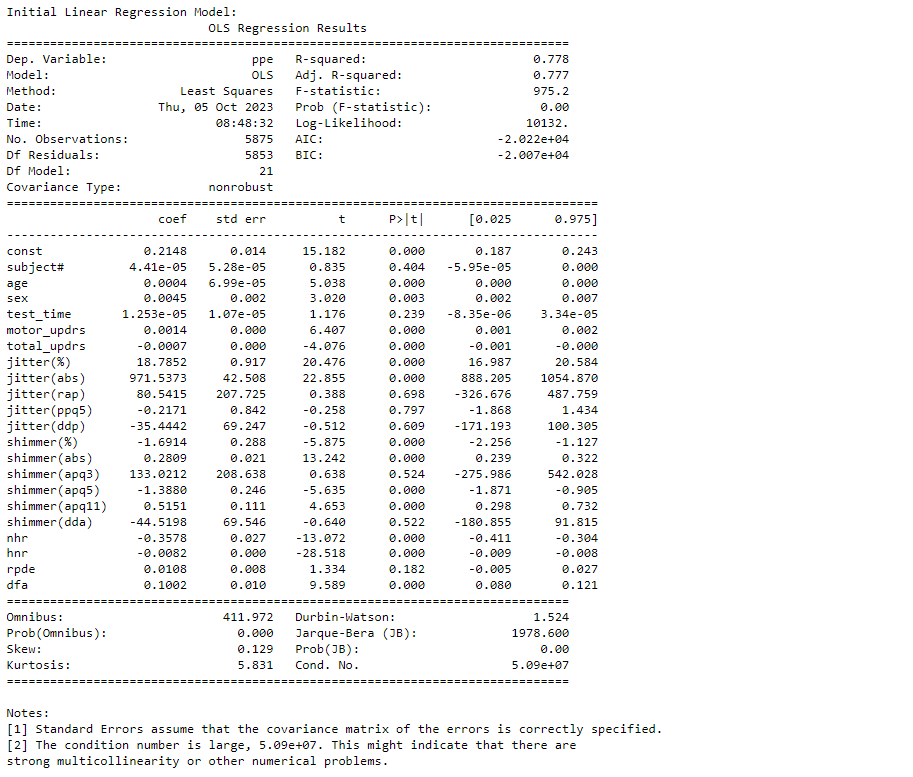 Initial Linear Regression Model:
                            OLS Regression Results
==============================================================================
Dep. Variable:                    ppe   R-squared:                       0.778
Model:                            OLS   Adj. R-squared:                  0.777
Method:                 Least Squares   F-statistic:                     975.2
Date:                Thu, 05 Oct 2023   Prob (F-statistic):               0.00
Time:                        08:48:32   Log-Likelihood:                 10132.
No. Observations:                5875   AIC:                        -2.022e+04
Df Residuals:                    5853   BIC:                        -2.007e+04
Df Model:                          21
Covariance Type:            nonrobust
==================================================================================
                     coef    std err          t      P>|t|      [0.025      0.975]
----------------------------------------------------------------------------------
const              0.2148      0.014     15.182      0.000       0.187       0.243
subject#         4.41e-05   5.28e-05      0.835      0.404   -5.95e-05       0.000
age                0.0004   6.99e-05      5.038      0.000       0.000       0.000
sex                0.0045      0.002      3.020      0.003       0.002       0.007
test_time       1.253e-05   1.07e-05      1.176      0.239   -8.35e-06    3.34e-05
motor_updrs        0.0014      0.000      6.407      0.000       0.001       0.002
total_updrs       -0.0007      0.000     -4.076      0.000      -0.001      -0.000
jitter(%)         18.7852      0.917     20.476      0.000      16.987      20.584
jitter(abs)      971.5373     42.508     22.855      0.000     888.205    1054.870
jitter(rap)       80.5415    207.725      0.388      0.698    -326.676     487.759
jitter(ppq5)      -0.2171      0.842     -0.258      0.797      -1.868       1.434
jitter(ddp)      -35.4442     69.247     -0.512      0.609    -171.193     100.305
shimmer(%)        -1.6914      0.288     -5.875      0.000      -2.256      -1.127
shimmer(abs)       0.2809      0.021     13.242      0.000       0.239       0.322
shimmer(apq3)    133.0212    208.638      0.638      0.524    -275.986     542.028
shimmer(apq5)     -1.3880      0.246     -5.635      0.000      -1.871      -0.905
shimmer(apq11)     0.5151      0.111      4.653      0.000       0.298       0.732
shimmer(dda)     -44.5198     69.546     -0.640      0.522    -180.855      91.815
nhr               -0.3578      0.027    -13.072      0.000      -0.411      -0.304
hnr               -0.0082      0.000    -28.518      0.000      -0.009      -0.008
rpde               0.0108      0.008      1.334      0.182      -0.005       0.027
dfa                0.1002      0.010      9.589      0.000       0.080       0.121
==============================================================================
Omnibus:                      411.972   Durbin-Watson:                   1.524
Prob(Omnibus):                  0.000   Jarque-Bera (JB):             1978.600
Skew:                           0.129   Prob(JB):                         0.00
Kurtosis:                       5.831   Cond. No.                     5.09e+07
==============================================================================

Notes:
[1] Standard Errors assume that the covariance matrix of the errors is correctly specified.
[2] The condition number is large, 5.09e+07. This might indicate that there are
strong multicollinearity or other numerical problems.